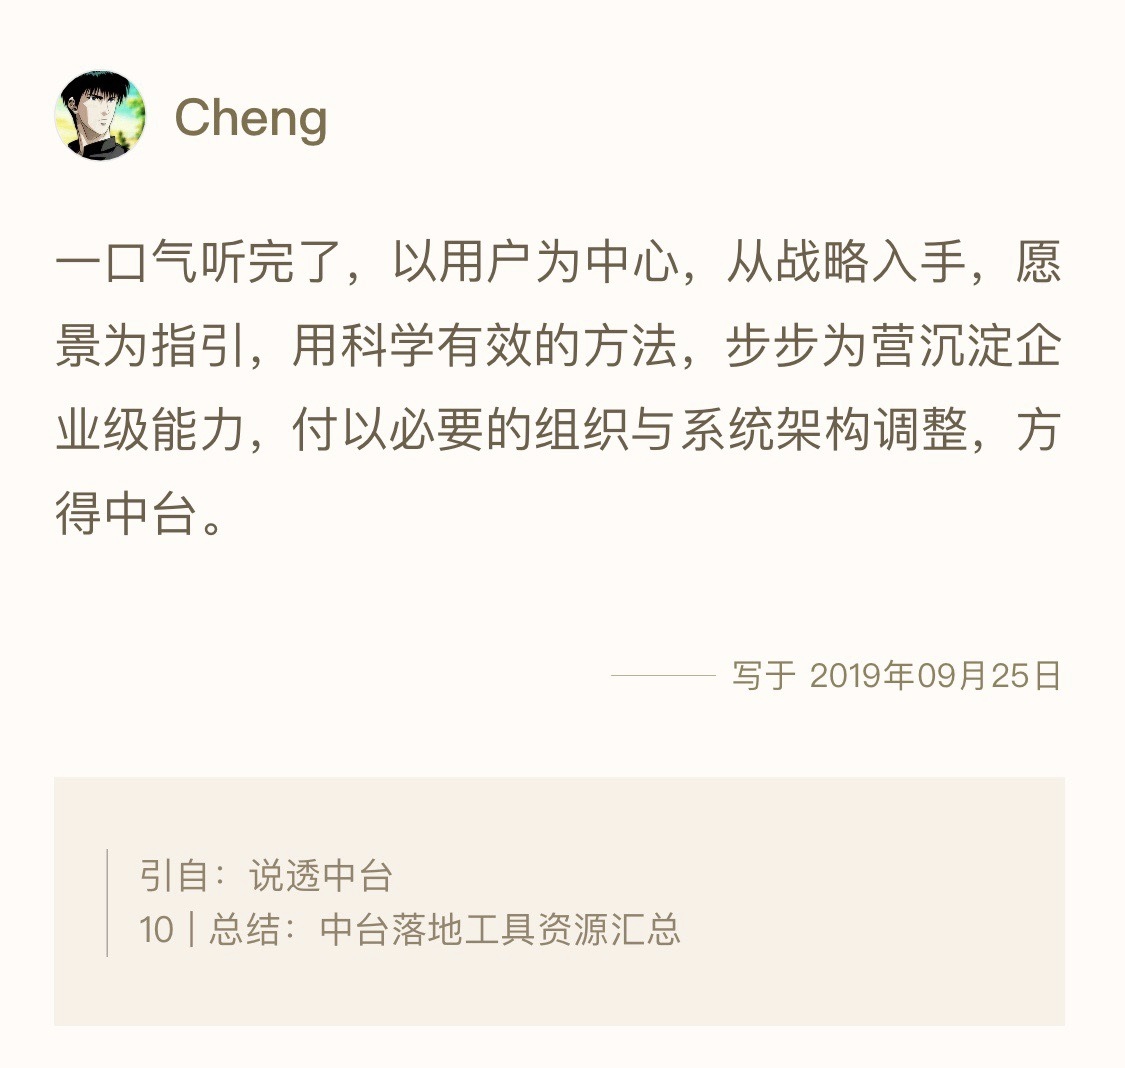 Cheng
一口气听完了，以用户为中心，从战略入手，愿
景为指引，用科学有效的方法，步步为营沉淀企
业级能力，付以必要的组织与系统架构调整，方
得中台。
写于 2019年09月25日
引自：说透中台
10 | 总结：中台落地工具资源汇总